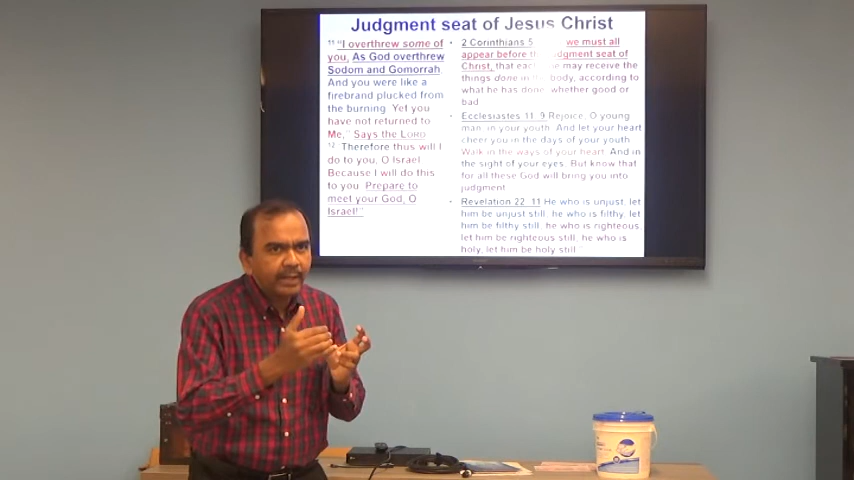 Judgment seat of Jesus Christ
11 "I overthrew some of
you, As God overthrew
Sodom and Gomorrah,
And you were like a
firebrand plucked from
the burning. Yet you
have not returned to
Me," Says the LORD
12 Therefore thus will I
do to you, O Israel
Because I will do this
to you. Prepare to
meet your God, O
Israel!"
• 2 Corinthians 5 we must all
appear before judgment seat of
Christ, that may receive the
things done in body, according to
what he has done, whether good or
bad
• Ecclesiastes 11 9 Rejoice, O young
man, in your youth. And let your heart
cheer you in the days of your youth
Walk in the ways of your heart, And in
the sight of your eyes, But know that
for all these God will bring you into
judgment
• Revelation 22 11 He who is unjust, let
him be unjust still, he who is filthy, let
him be filthy still, he who is righteous,
let him be righteous still, he who is
holy, let him be holy still."